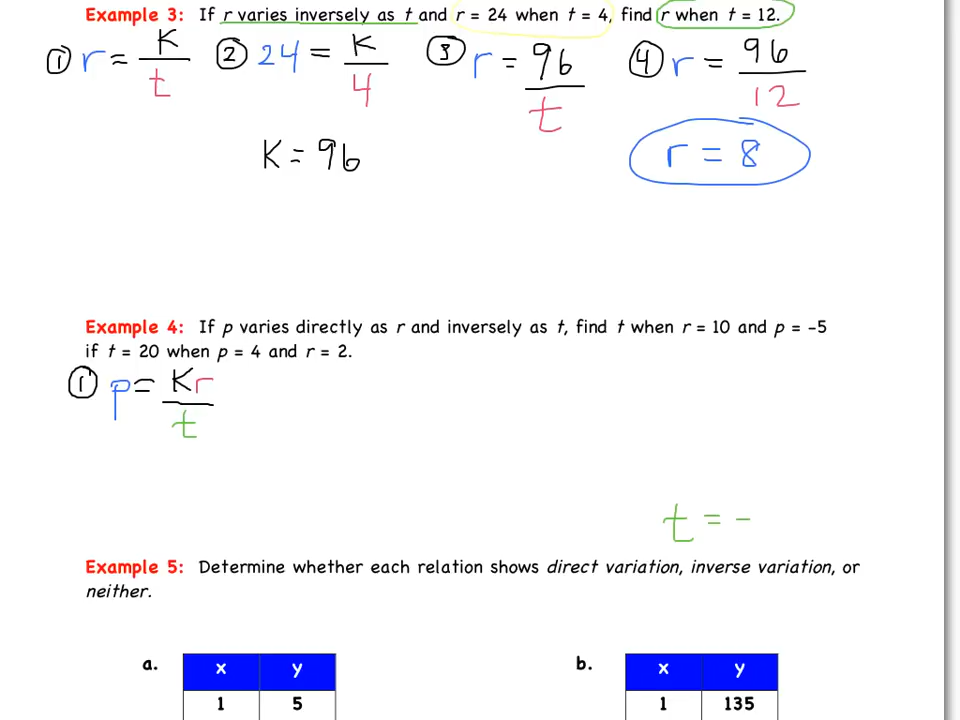 Example 3: If r varies inversely as t and r = 24 when t = 4, find r when t = 12.
① r = K/t ② 24 = K/4 ③ r = 96/t ④ r = 96/12
K = 96 r = 8
Example 4: If p varies directly as r and inversely as t, find t when r = 10 and p = -5
if t = 20 when p = 4 and r = 2.
① p = Kr/t
t = -
Example 5: Determine whether each relation shows direct variation, inverse variation, or
neither.
a. x y b. x y
1 5 1 135